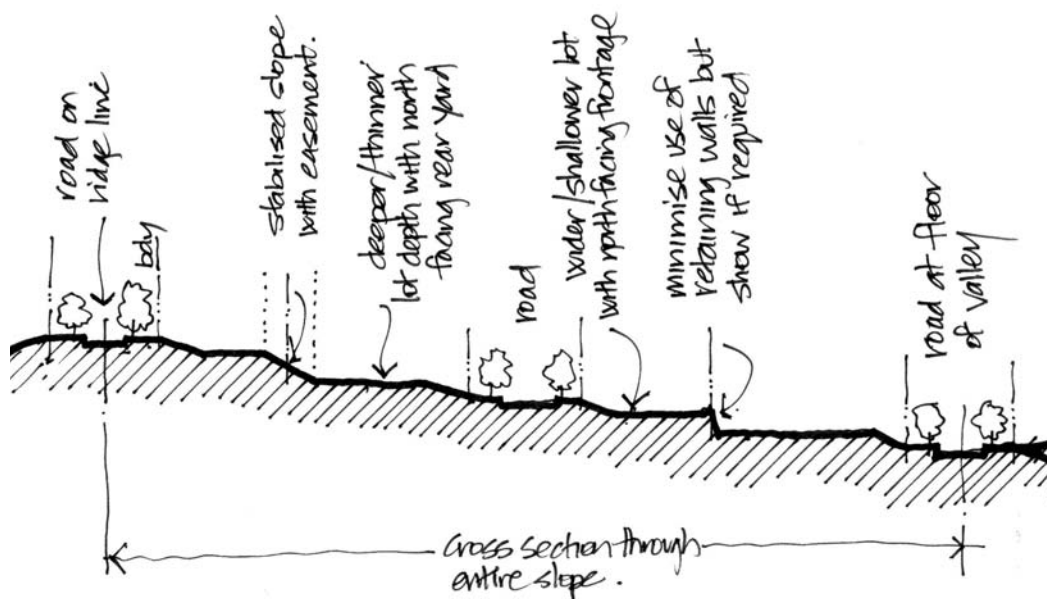 road on
ridge line
bdy
stabilised slope
with easement.
deeper/thinner
lot depth with north
facing rear yard
road
wider/shallower lot
with north facing frontage
minimise use of
retaining walls but
show if required
road at floor
of valley
cross section through
entire slope.